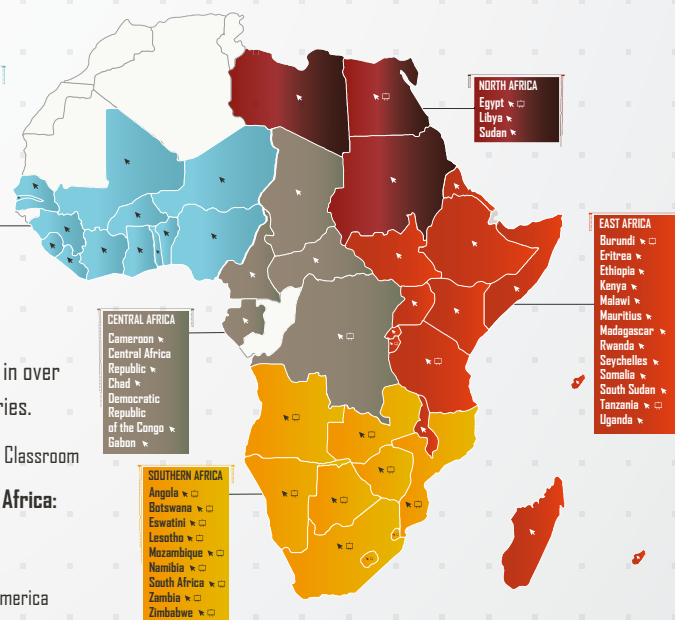 NORTH AFRICA
Egypt
Libya
Sudan
EAST AFRICA
Burundi
Eritrea
Ethiopia
Kenya
Malawi
Mauritius
Madagascar
Rwanda
Seychelles
Somalia
South Sudan
Tanzania
Uganda
CENTRAL AFRICA
Cameroon
Central Africa
Republic
Chad
Democratic
Republic
of the Congo
Gabon
in over
ries.
Classroom
Africa:
merica
SOUTHERN AFRICA
Angola
Botswana
Eswatini
Lesotho
Mozambique
Namibia
South Africa
Zambia
Zimbabwe